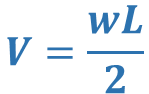 V = wL/2